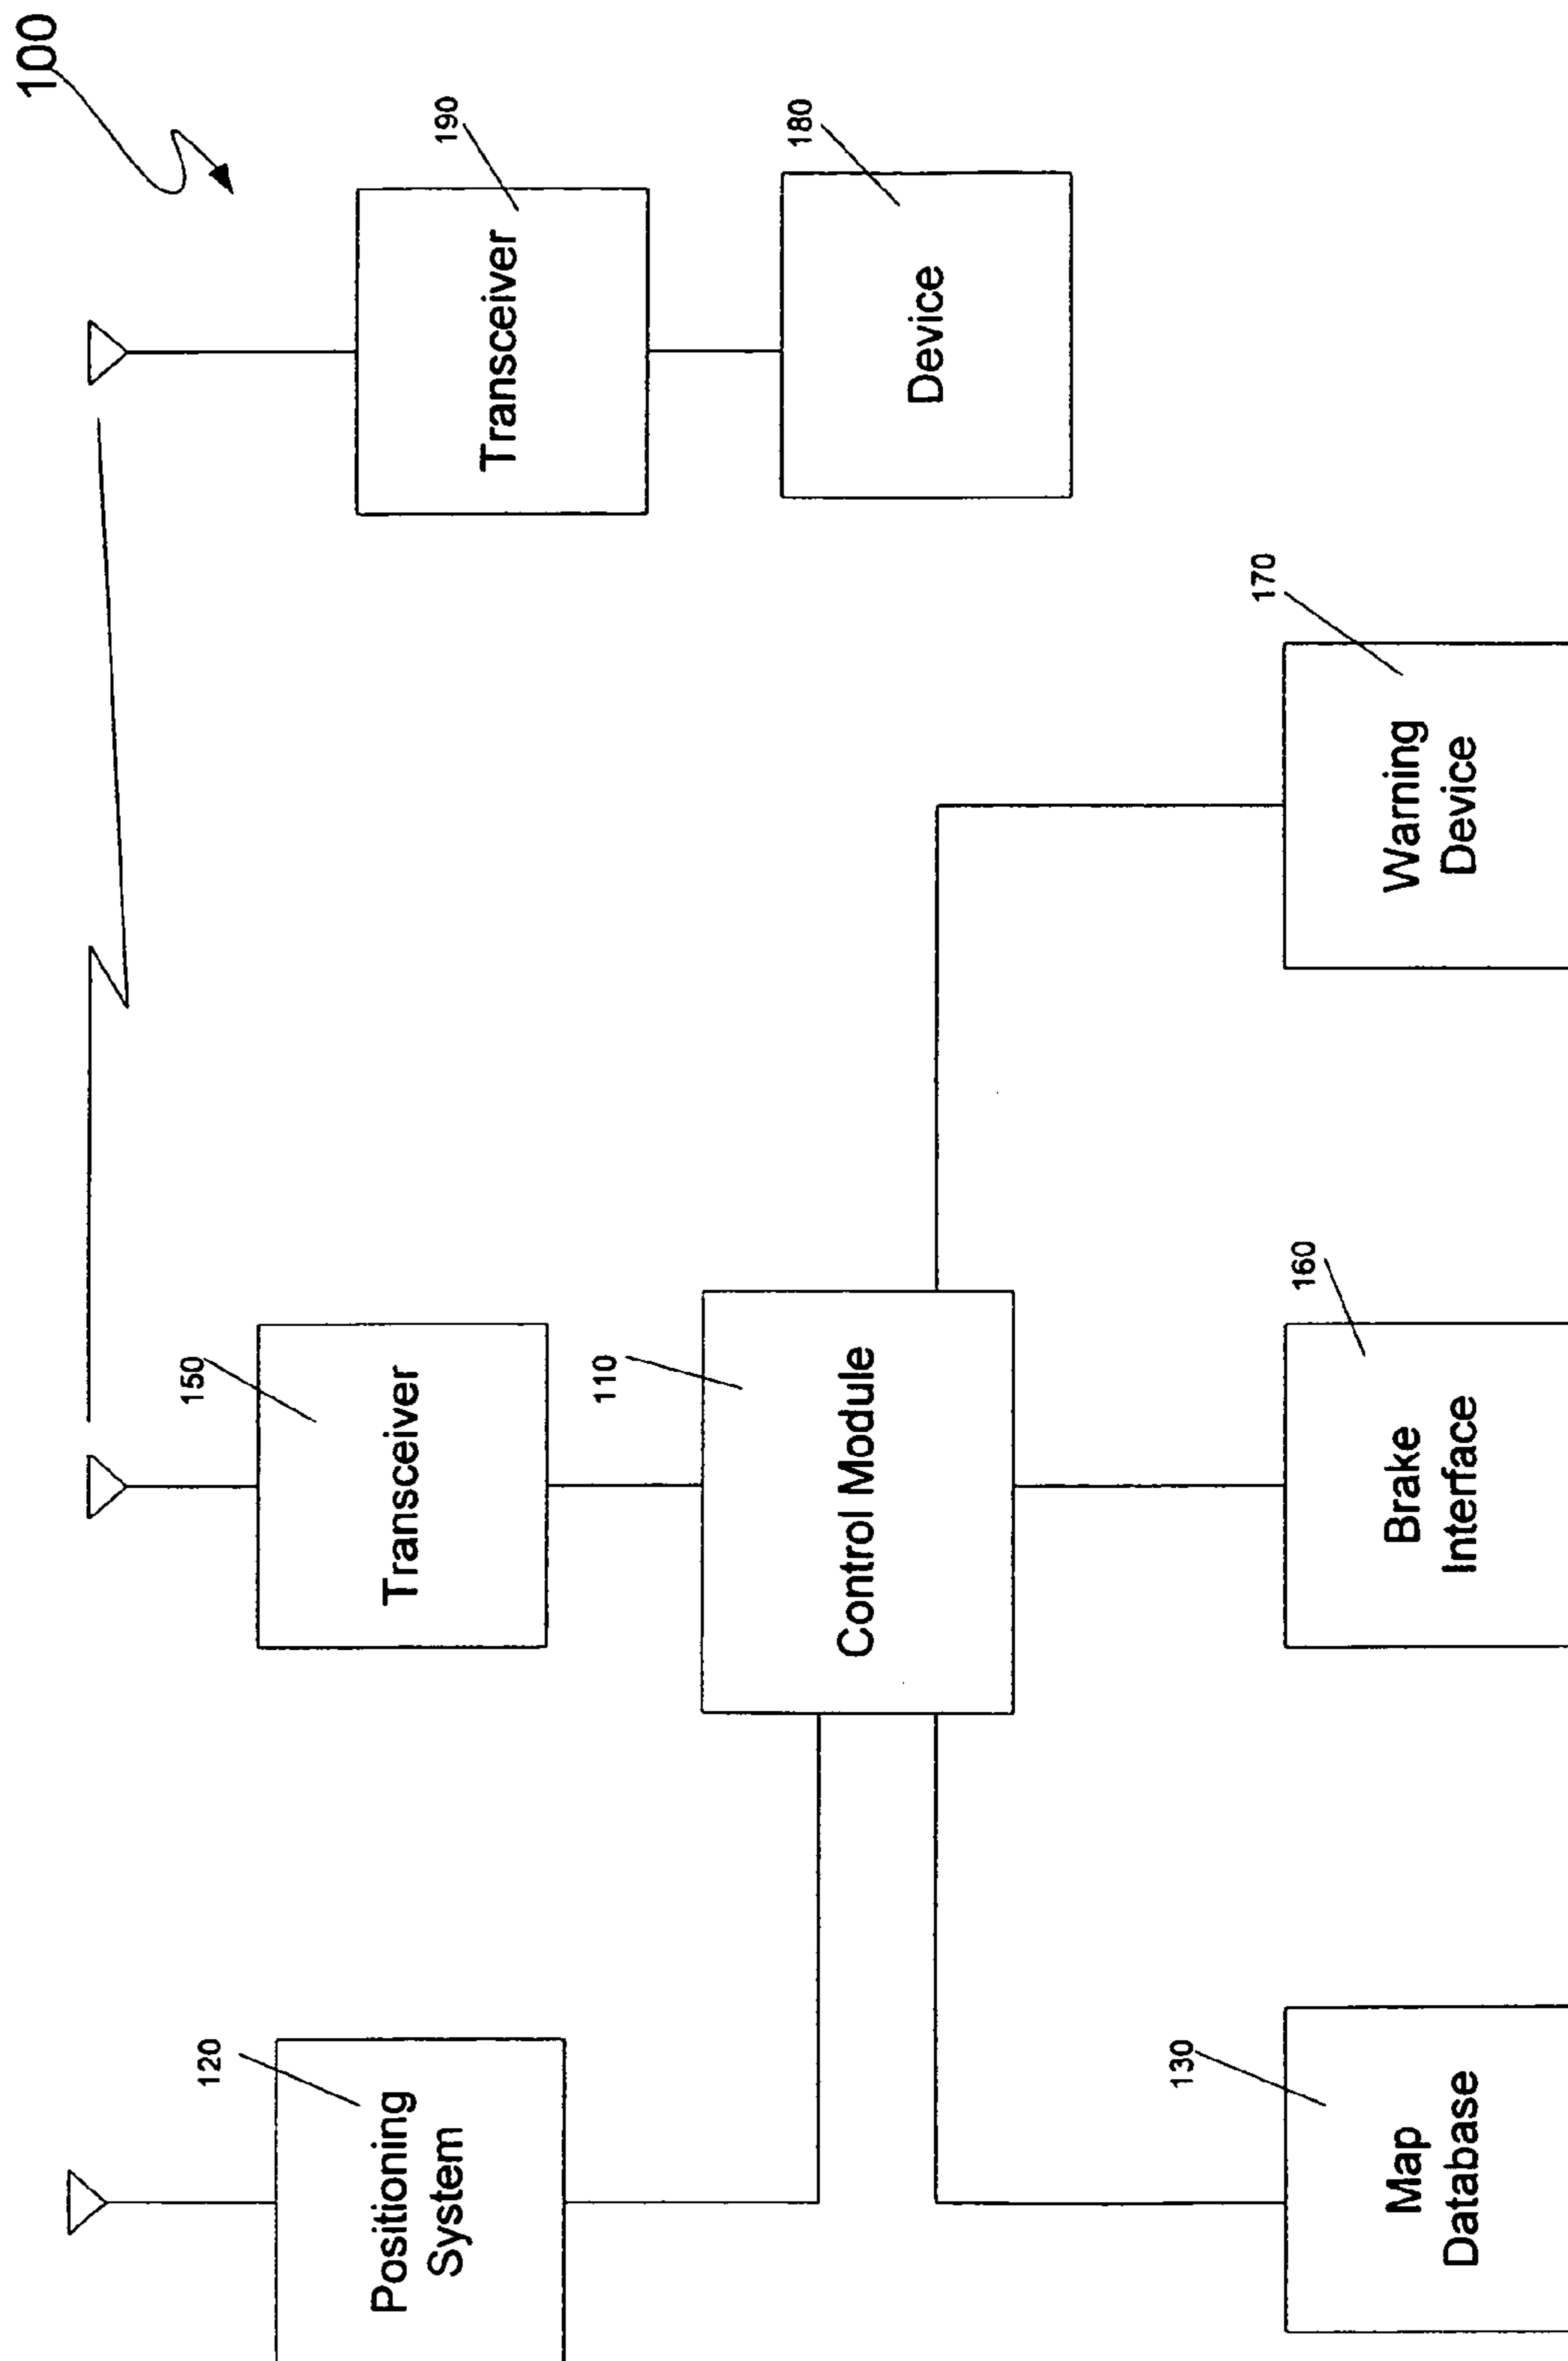 100
190
Transceiver
180
Device
170
Warning
Device
150
Transceiver
110
Control Module
160
Brake
Interface
120
Positioning
System
130
Map
Database